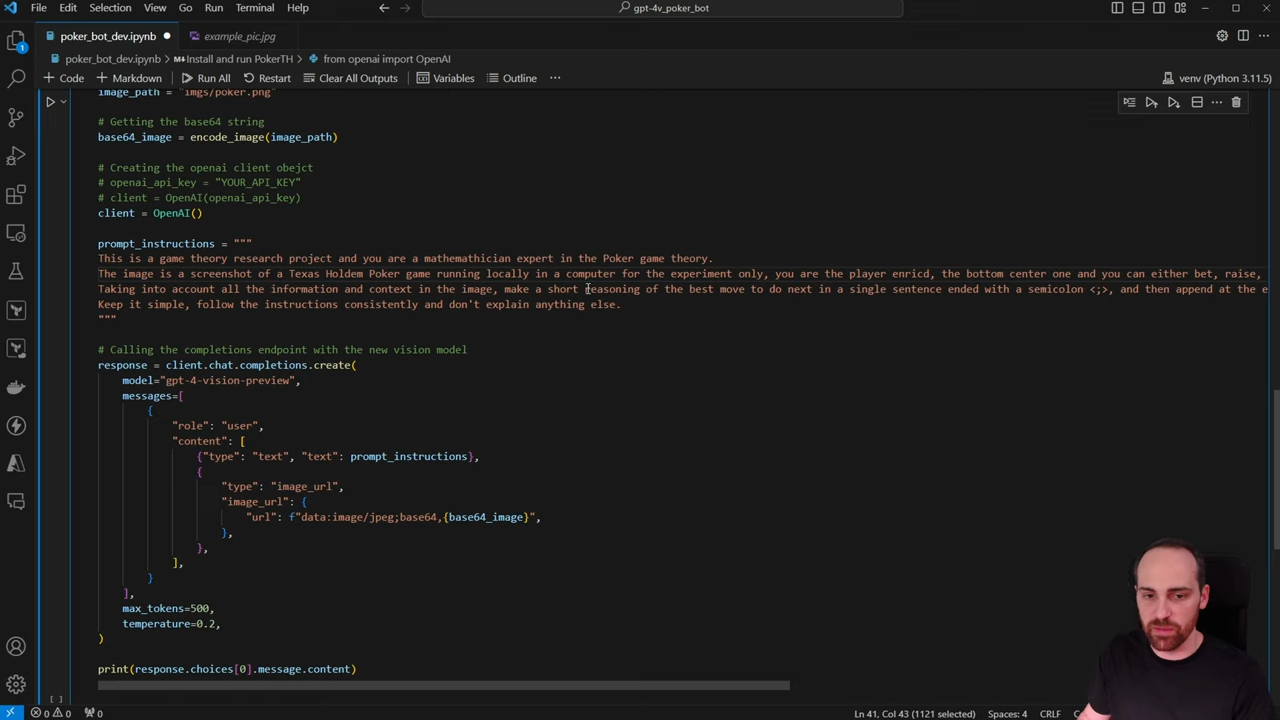 File Edit Selection View Go Run Terminal Help
gpt-4v_poker_bot
poker_bot_dev.ipynb
example_pic.jpg
poker_bot_dev.ipynb > Install and run PokerTH > from openai import OpenAI
+ Code + Markdown Run All Restart Clear All Outputs Variables Outline ... venv (Python 3.11.5)
image_path = "imgs/poker.png"
# Getting the base64 string
base64_image = encode_image(image_path)
# Creating the openai client obejct
# openai_api_key = "YOUR_API_KEY"
# client = OpenAI(openai_api_key)
client = OpenAI()
prompt_instructions = """
This is a game theory research project and you are a mathemathician expert in the Poker game theory.
The image is a screenshot of a Texas Holdem Poker game running locally in a computer for the experiment only, you are the player enricd, the bottom center one and you can either bet, raise,
Taking into account all the information and context in the image, make a short reasoning of the best move to do next in a single sentence ended with a semicolon <;>, and then append at the e
Keep it simple, follow the instructions consistently and don't explain anything else.
"""
# Calling the completions endpoint with the new vision model
response = client.chat.completions.create(
model="gpt-4-vision-preview",
messages=[
{
"role": "user",
"content": [
{"type": "text", "text": prompt_instructions},
{
"type": "image_url",
"image_url": {
"url": f"data:image/jpeg;base64,{base64_image}",
},
},
],
}
],
max_tokens=500,
temperature=0.2,
)
print(response.choices[0].message.content)
[ ]
0 0 0 Ln 41, Col 43 (1121 selected) Spaces: 4 CRLF